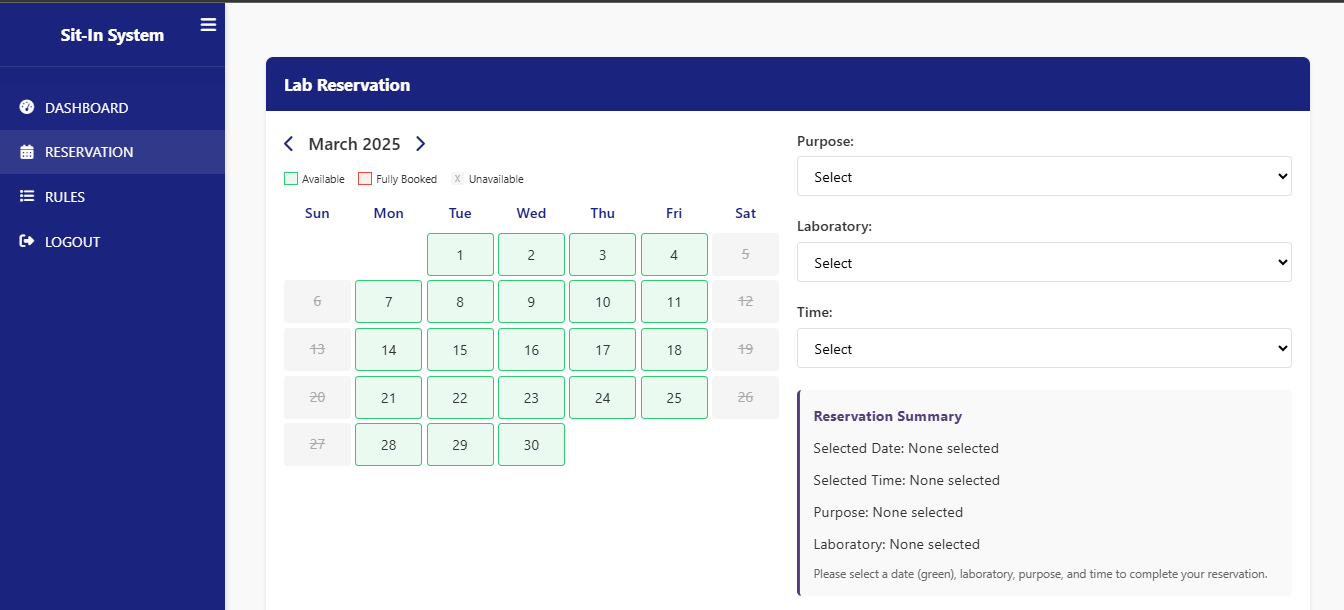 Sit-In System
DASHBOARD
RESERVATION
RULES
LOGOUT
Lab Reservation
March 2025
Available Fully Booked X Unavailable
Sun Mon Tue Wed Thu Fri Sat
1 2 3 4 5
6 7 8 9 10 11 12
13 14 15 16 17 18 19
20 21 22 23 24 25 26
27 28 29 30
Purpose:
Select
Laboratory:
Select
Time:
Select
Reservation Summary
Selected Date: None selected
Selected Time: None selected
Purpose: None selected
Laboratory: None selected
Please select a date (green), laboratory, purpose, and time to complete your reservation.